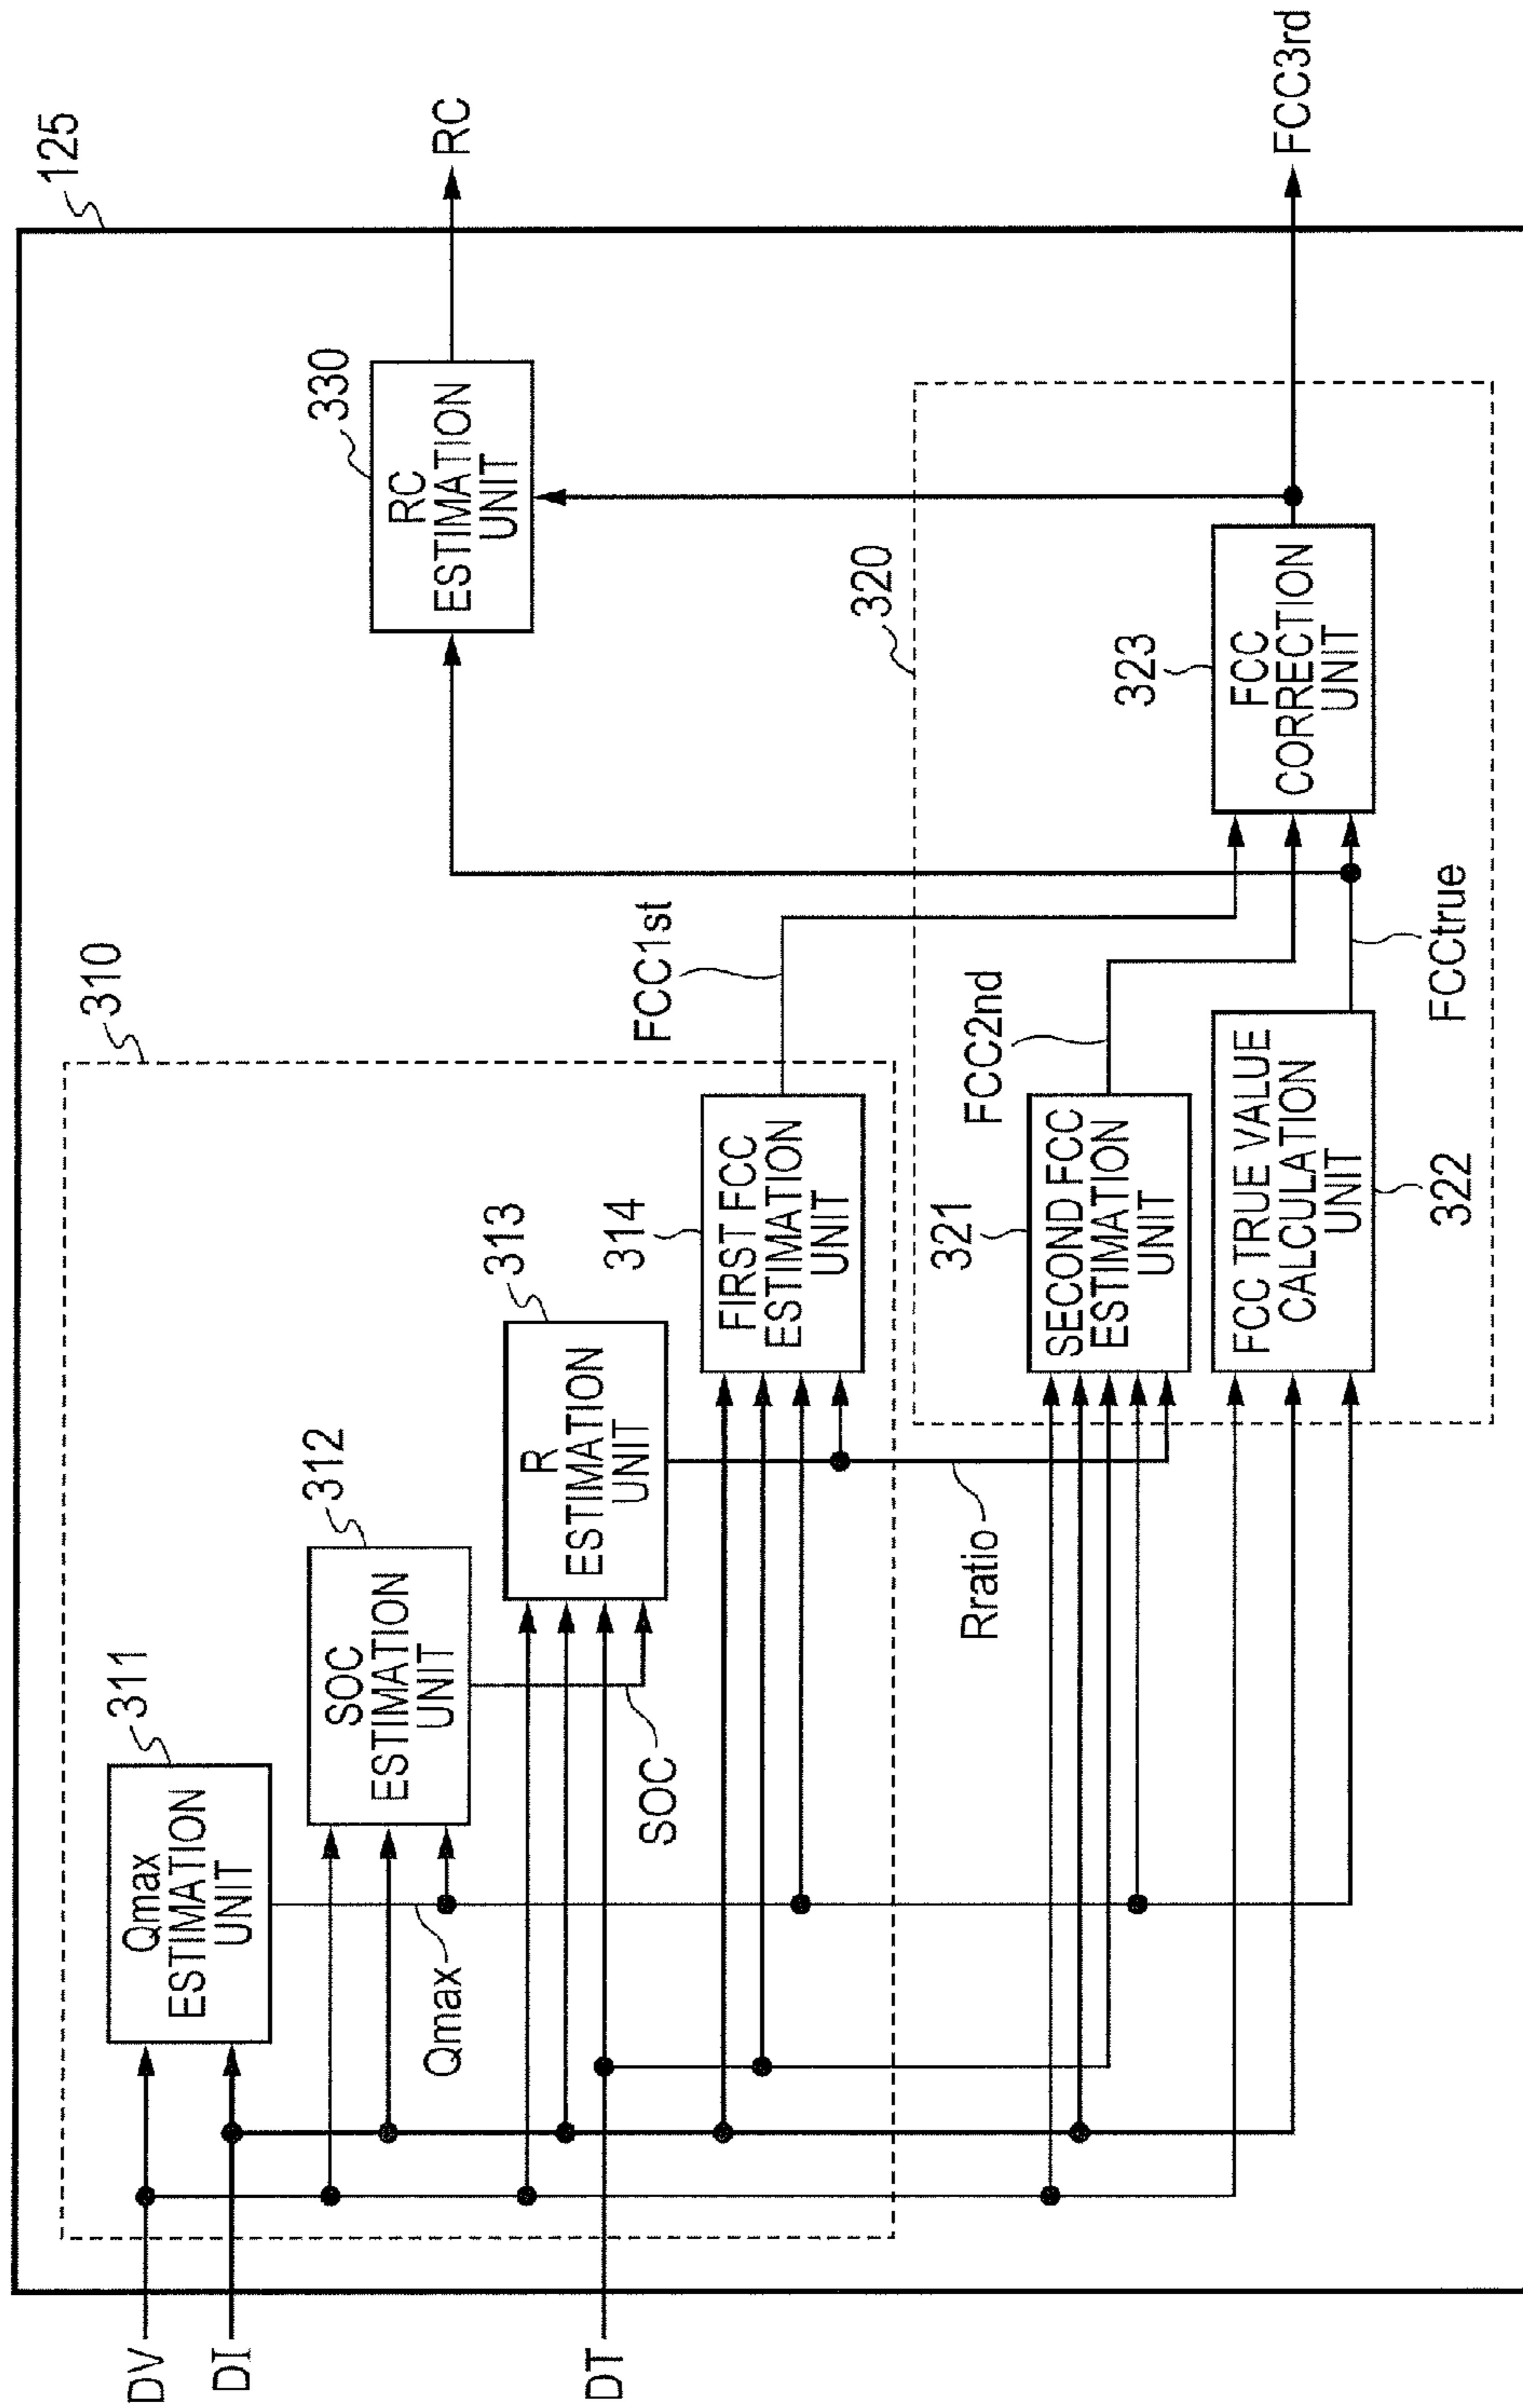 125
310
311
Qmax
ESTIMATION
UNIT
312
SOC
ESTIMATION
UNIT
313
R
ESTIMATION
UNIT
314
FIRST FCC
ESTIMATION
UNIT
330
RC
ESTIMATION
UNIT
RC
DV
DI
DT
Qmax
SOC
Rratio
FCC1st
320
321
SECOND FCC
ESTIMATION
UNIT
FCC2nd
FCC TRUE VALUE
CALCULATION
UNIT
322
FCCtrue
323
FCC
CORRECTION
UNIT
FCC3rd